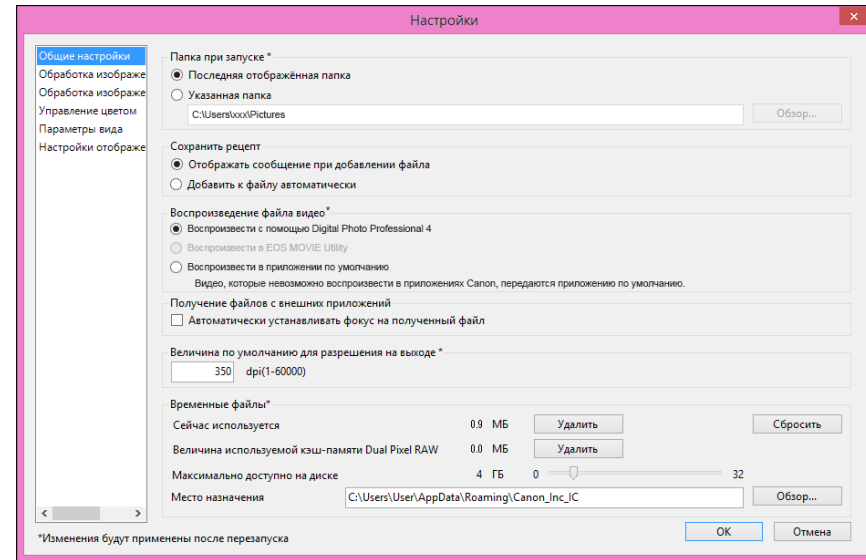 Настройки
Общие настройки
Обработка изображе
Обработка изображе
Управление цветом
Параметры вида
Настройки отображе
Папка при запуске *
Последняя отображённая папка
Указанная папка
C:\Users\xxx\Pictures
Обзор...
Сохранить рецепт
Отображать сообщение при добавлении файла
Добавить к файлу автоматически
Воспроизведение файла видео*
Воспроизвести с помощью Digital Photo Professional 4
Воспроизвести в EOS MOVIE Utility
Воспроизвести в приложении по умолчанию
Видео, которые невозможно воспроизвести в приложениях Canon, передаются приложению по умолчанию.
Получение файлов с внешних приложений
Автоматически устанавливать фокус на полученный файл
Величина по умолчанию для разрешения на выходе *
350 dpi(1-60000)
Временные файлы*
Сейчас используется 0.9 МБ Удалить Сбросить
Величина используемой кэш-памяти Dual Pixel RAW 0.0 МБ Удалить
Максимально доступно на диске 4 ГБ 0 32
Место назначения C:\Users\User\AppData\Roaming\Canon_Inc_IC Обзор...
*Изменения будут применены после перезапуска
OK Отмена